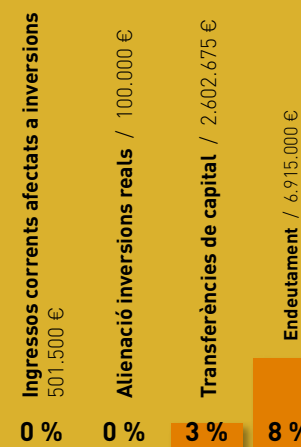 Ingressos corrents afectats a inversions
501.500 €
Alienació inversions reals / 100.000 €
Transferències de capital / 2.602.675 €
Endeutament / 6.915.000 €
0 %
0 %
3 %
8 %